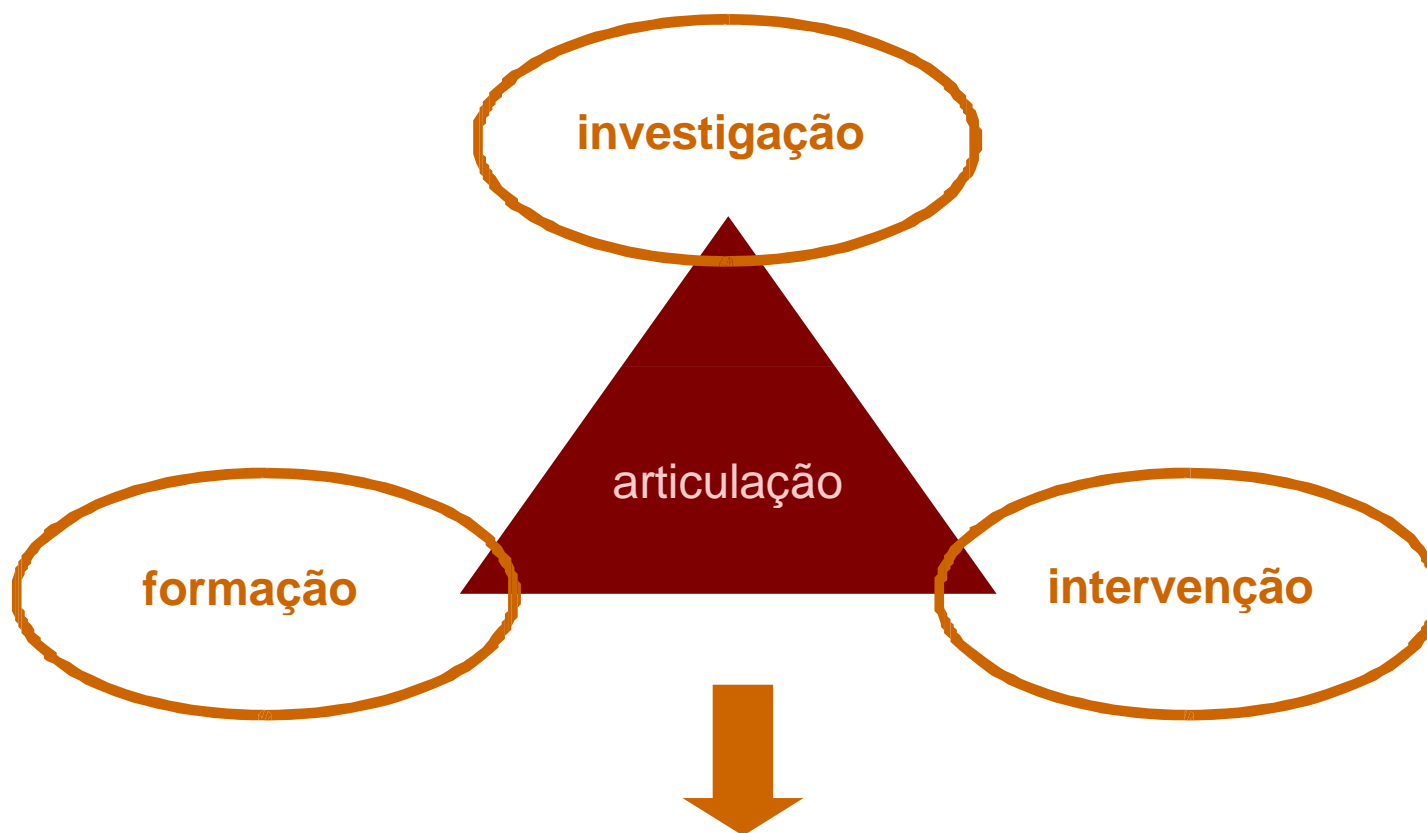 investigação
articulação
formação
intervenção